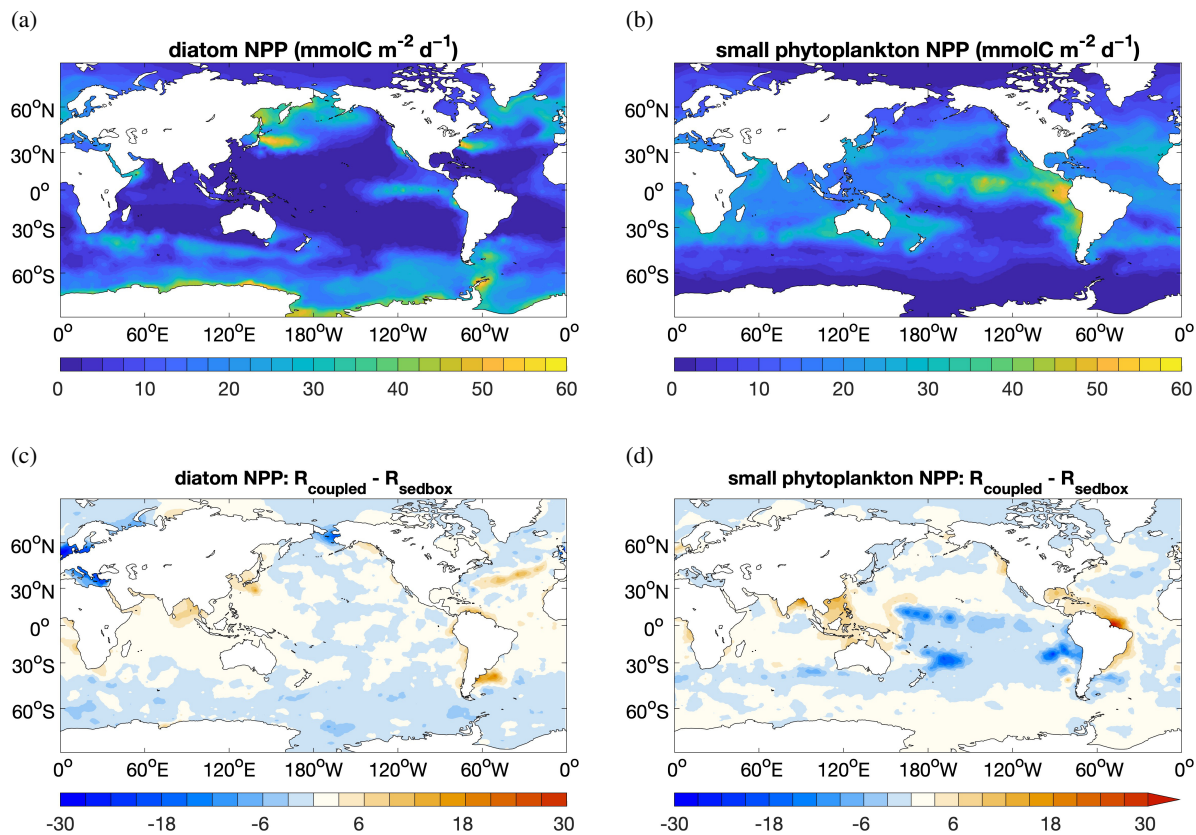 (a)
diatom NPP (mmolC m⁻² d⁻¹)
60°N
30°N
0°
30°S
60°S
0° 60°E 120°E 180°W 120°W 60°W 0°
0 10 20 30 40 50 60
(b)
small phytoplankton NPP (mmolC m⁻² d⁻¹)
60°N
30°N
0°
30°S
60°S
0° 60°E 120°E 180°W 120°W 60°W 0°
0 10 20 30 40 50 60
(c)
diatom NPP: R_coupled - R_sedbox
60°N
30°N
0°
30°S
60°S
0° 60°E 120°E 180°W 120°W 60°W 0°
-30 -18 -6 6 18 30
(d)
small phytoplankton NPP: R_coupled - R_sedbox
60°N
30°N
0°
30°S
60°S
0° 60°E 120°E 180°W 120°W 60°W 0°
-30 -18 -6 6 18 30